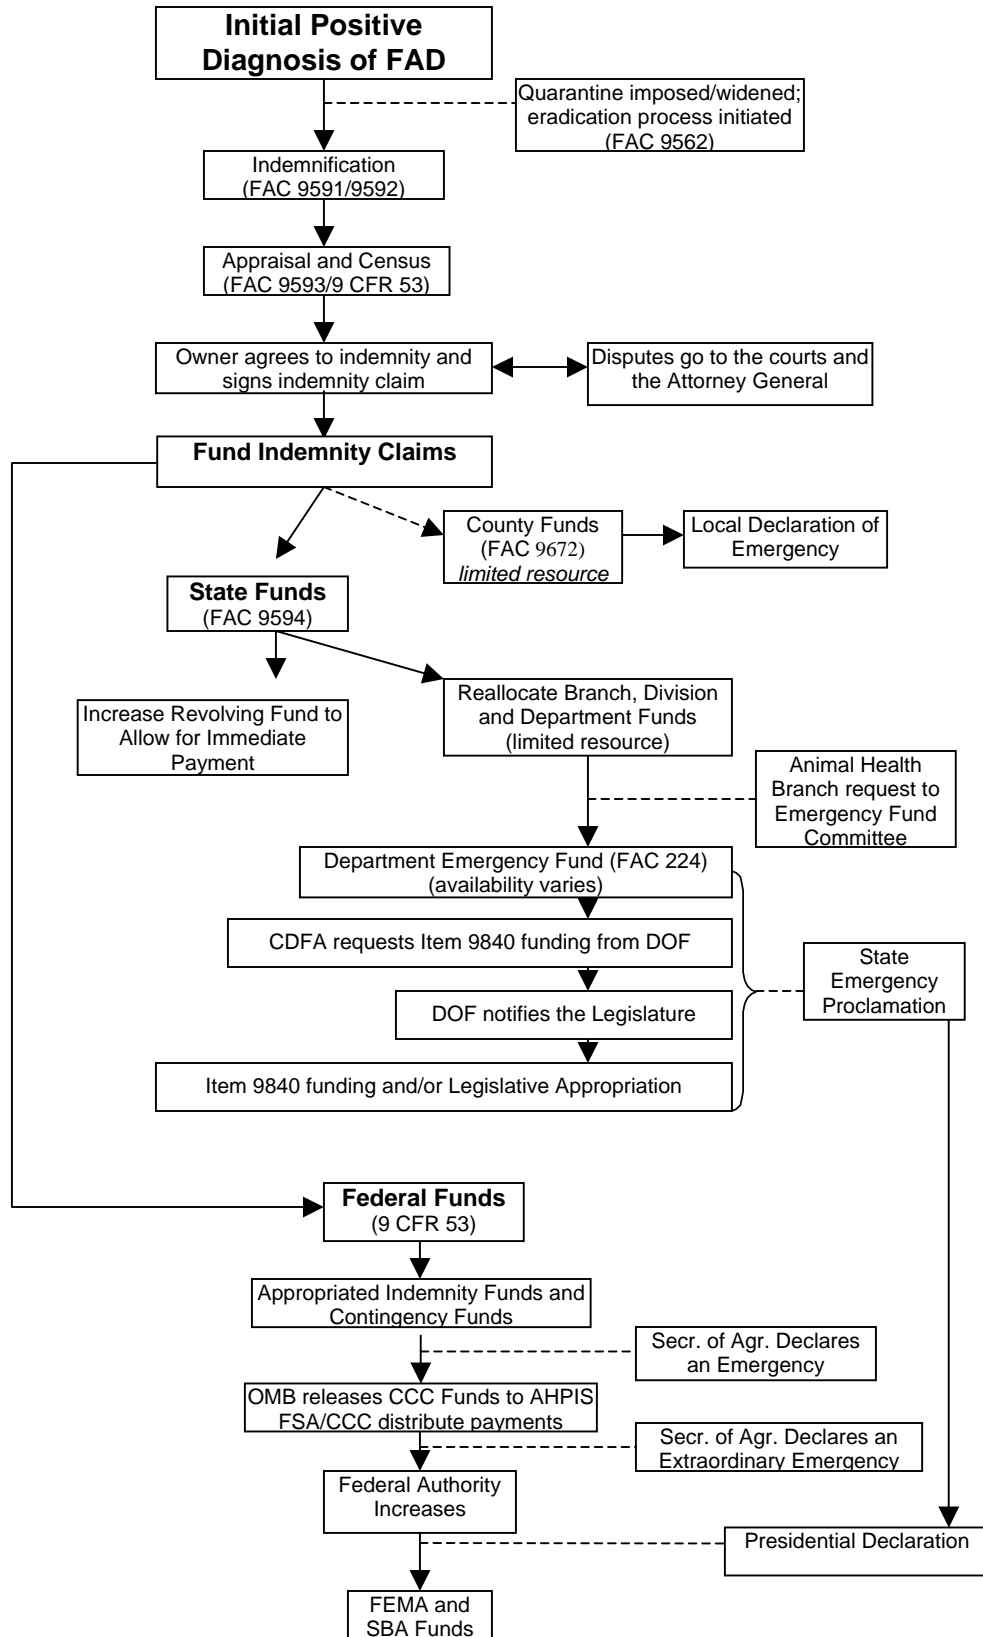 Initial Positive
Diagnosis of FAD
Quarantine imposed/widened;
eradication process initiated
(FAC 9562)
Indemnification
(FAC 9591/9592)
Appraisal and Census
(FAC 9593/9 CFR 53)
Owner agrees to indemnity and
signs indemnity claim
Disputes go to the courts and
the Attorney General
Fund Indemnity Claims
County Funds
(FAC 9672)
limited resource
Local Declaration of
Emergency
State Funds
(FAC 9594)
Increase Revolving Fund to
Allow for Immediate
Payment
Reallocate Branch, Division
and Department Funds
(limited resource)
Animal Health
Branch request to
Emergency Fund
Committee
Department Emergency Fund (FAC 224)
(availability varies)
CDFA requests Item 9840 funding from DOF
State
Emergency
Proclamation
DOF notifies the Legislature
Item 9840 funding and/or Legislative Appropriation
Federal Funds
(9 CFR 53)
Appropriated Indemnity Funds and
Contingency Funds
Secr. of Agr. Declares
an Emergency
OMB releases CCC Funds to AHPIS
FSA/CCC distribute payments
Secr. of Agr. Declares an
Extraordinary Emergency
Federal Authority
Increases
Presidential Declaration
FEMA and
SBA Funds